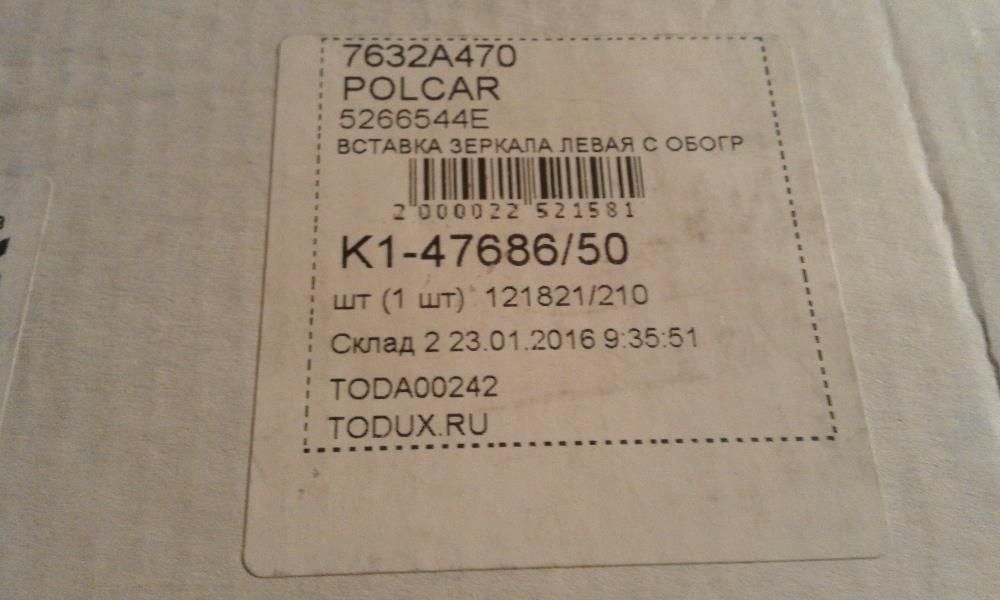 7632A470
POLCAR
5266544E
ВСТАВКА ЗЕРКАЛА ЛЕВАЯ С ОБОГР
2 000022 521581
K1-47686/50
шт (1 шт) 121821/210
Склад 2 23.01.2016 9:35:51
TODA00242
TODUX.RU